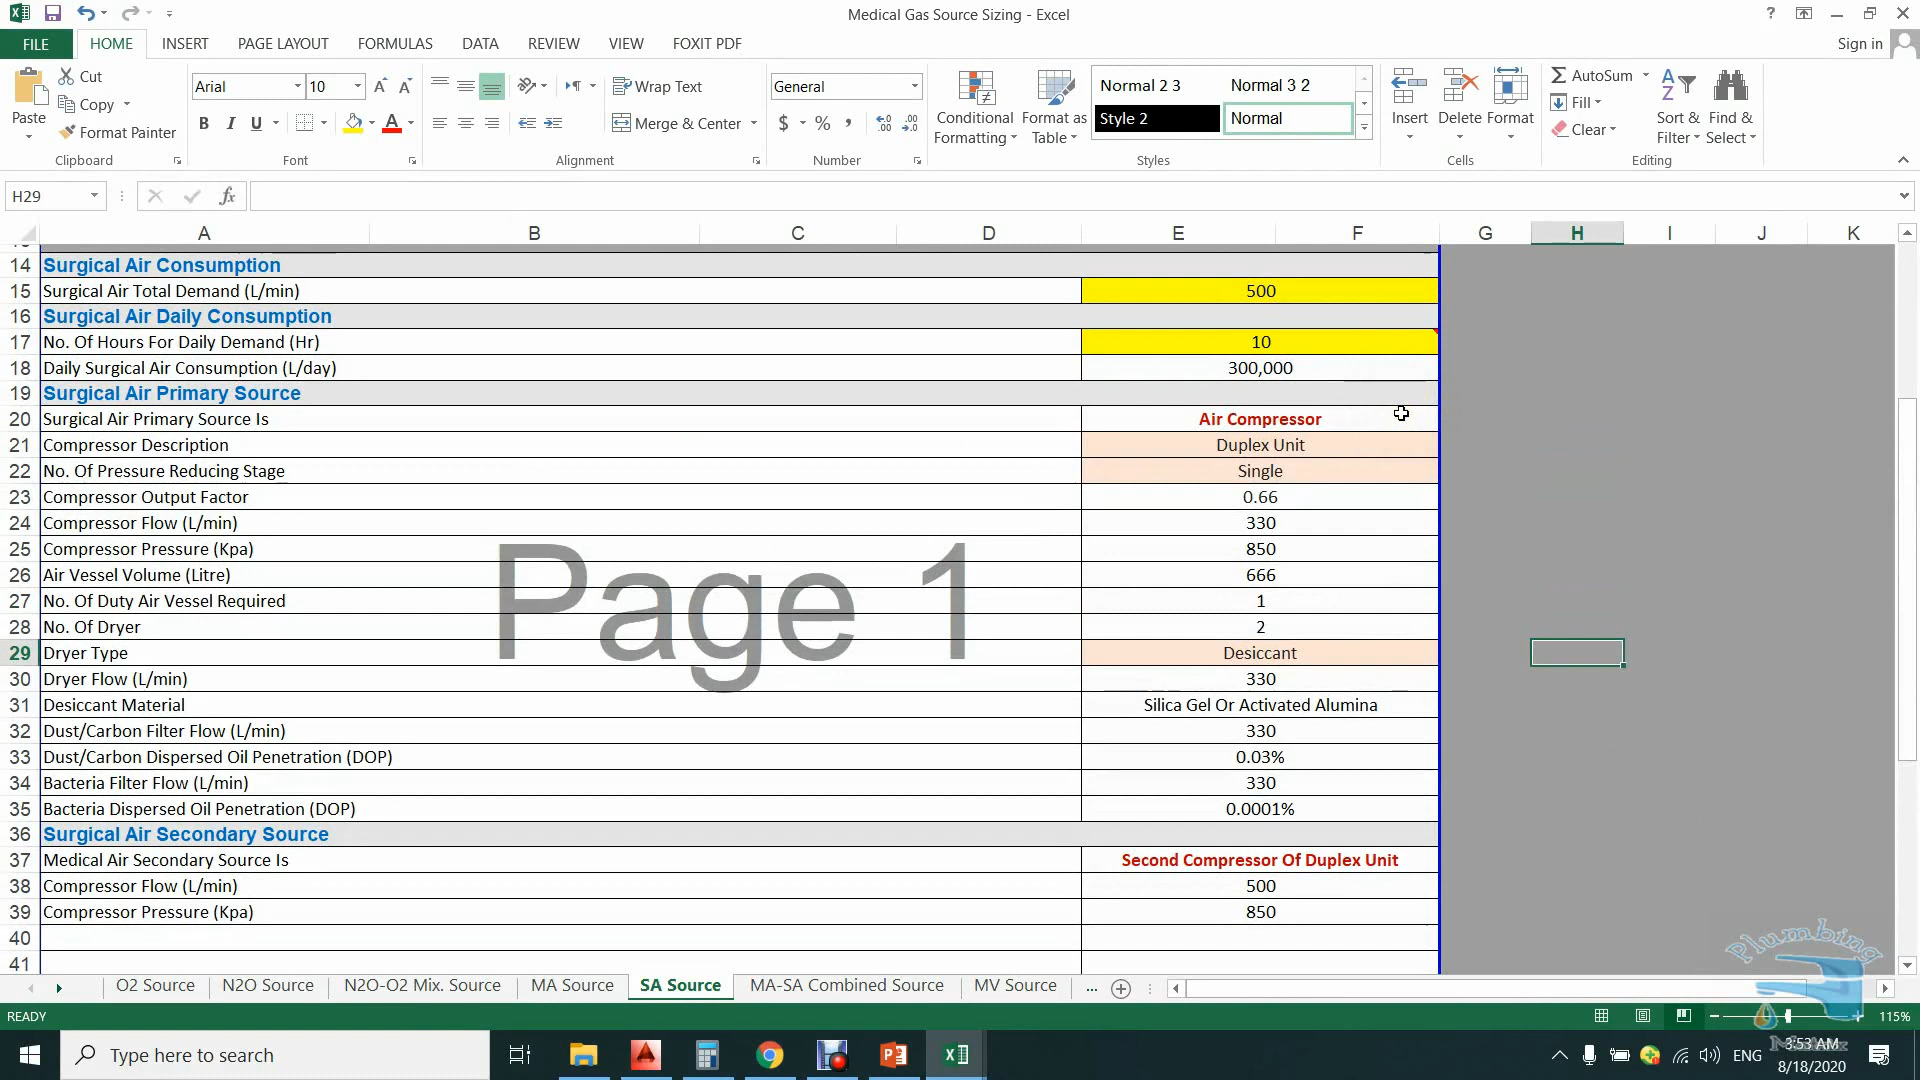 Medical Gas Source Sizing - Excel
FILE HOME INSERT PAGE LAYOUT FORMULAS DATA REVIEW VIEW FOXIT PDF Sign in
Paste
Cut
Copy
Format Painter
Clipboard
Arial 10
B I U
Font
Wrap Text
Merge & Center
Alignment
General
$ % ,
Number
Conditional Formatting
Format as Table
Normal 2 3 Normal 3 2
Style 2 Normal
Styles
Insert Delete Format
Cells
AutoSum
Fill
Clear
Sort & Filter
Find & Select
Editing
H29 fx
A B C D E F G H I J K
14 Surgical Air Consumption
15 Surgical Air Total Demand (L/min) 500
16 Surgical Air Daily Consumption
17 No. Of Hours For Daily Demand (Hr) 10
18 Daily Surgical Air Consumption (L/day) 300,000
19 Surgical Air Primary Source
20 Surgical Air Primary Source Is Air Compressor
21 Compressor Description Duplex Unit
22 No. Of Pressure Reducing Stage Single
23 Compressor Output Factor 0.66
24 Compressor Flow (L/min) 330
25 Compressor Pressure (Kpa) 850
26 Air Vessel Volume (Litre) 666
27 No. Of Duty Air Vessel Required 1
28 No. Of Dryer 2
29 Dryer Type Desiccant
30 Dryer Flow (L/min) 330
31 Desiccant Material Silica Gel Or Activated Alumina
32 Dust/Carbon Filter Flow (L/min) 330
33 Dust/Carbon Dispersed Oil Penetration (DOP) 0.03%
34 Bacteria Filter Flow (L/min) 330
35 Bacteria Dispersed Oil Penetration (DOP) 0.0001%
36 Surgical Air Secondary Source
37 Medical Air Secondary Source Is Second Compressor Of Duplex Unit
38 Compressor Flow (L/min) 500
39 Compressor Pressure (Kpa) 850
40
41
Page 1
Plumbing
O2 Source N2O Source N2O-O2 Mix. Source MA Source SA Source MA-SA Combined Source MV Source ...
READY 115%
Type here to search
ENG
3:53 AM
8/18/2020